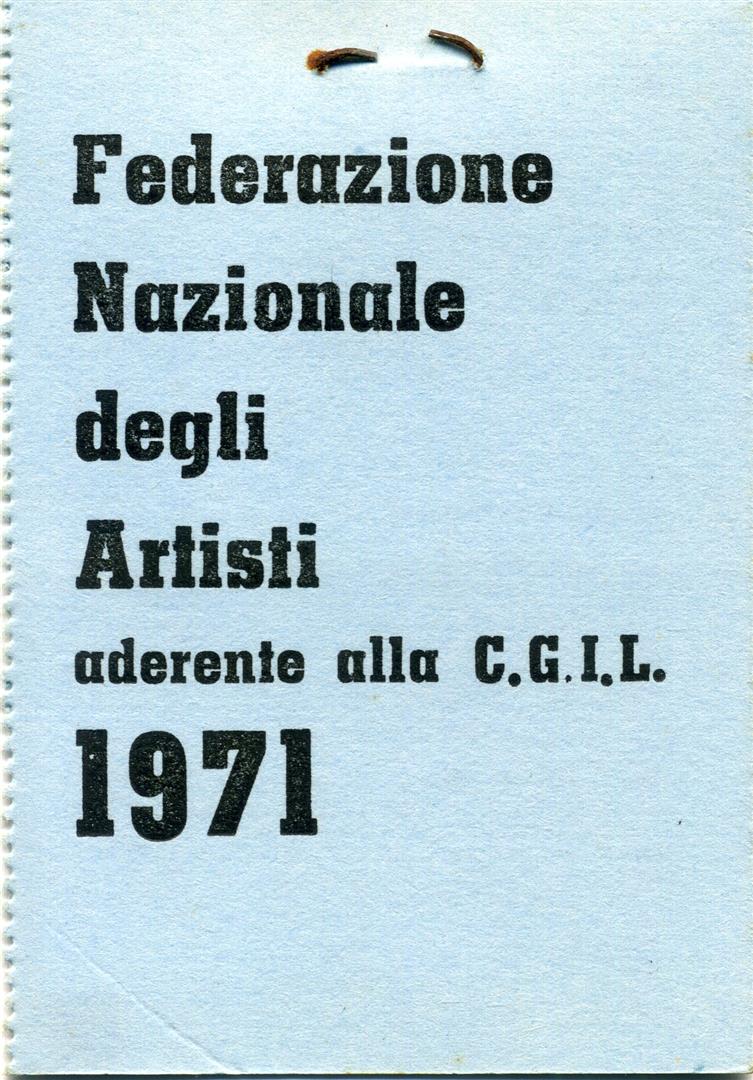 Federazione
Nazionale
degli
Artisti
aderente alla C.G.I.L.
1971